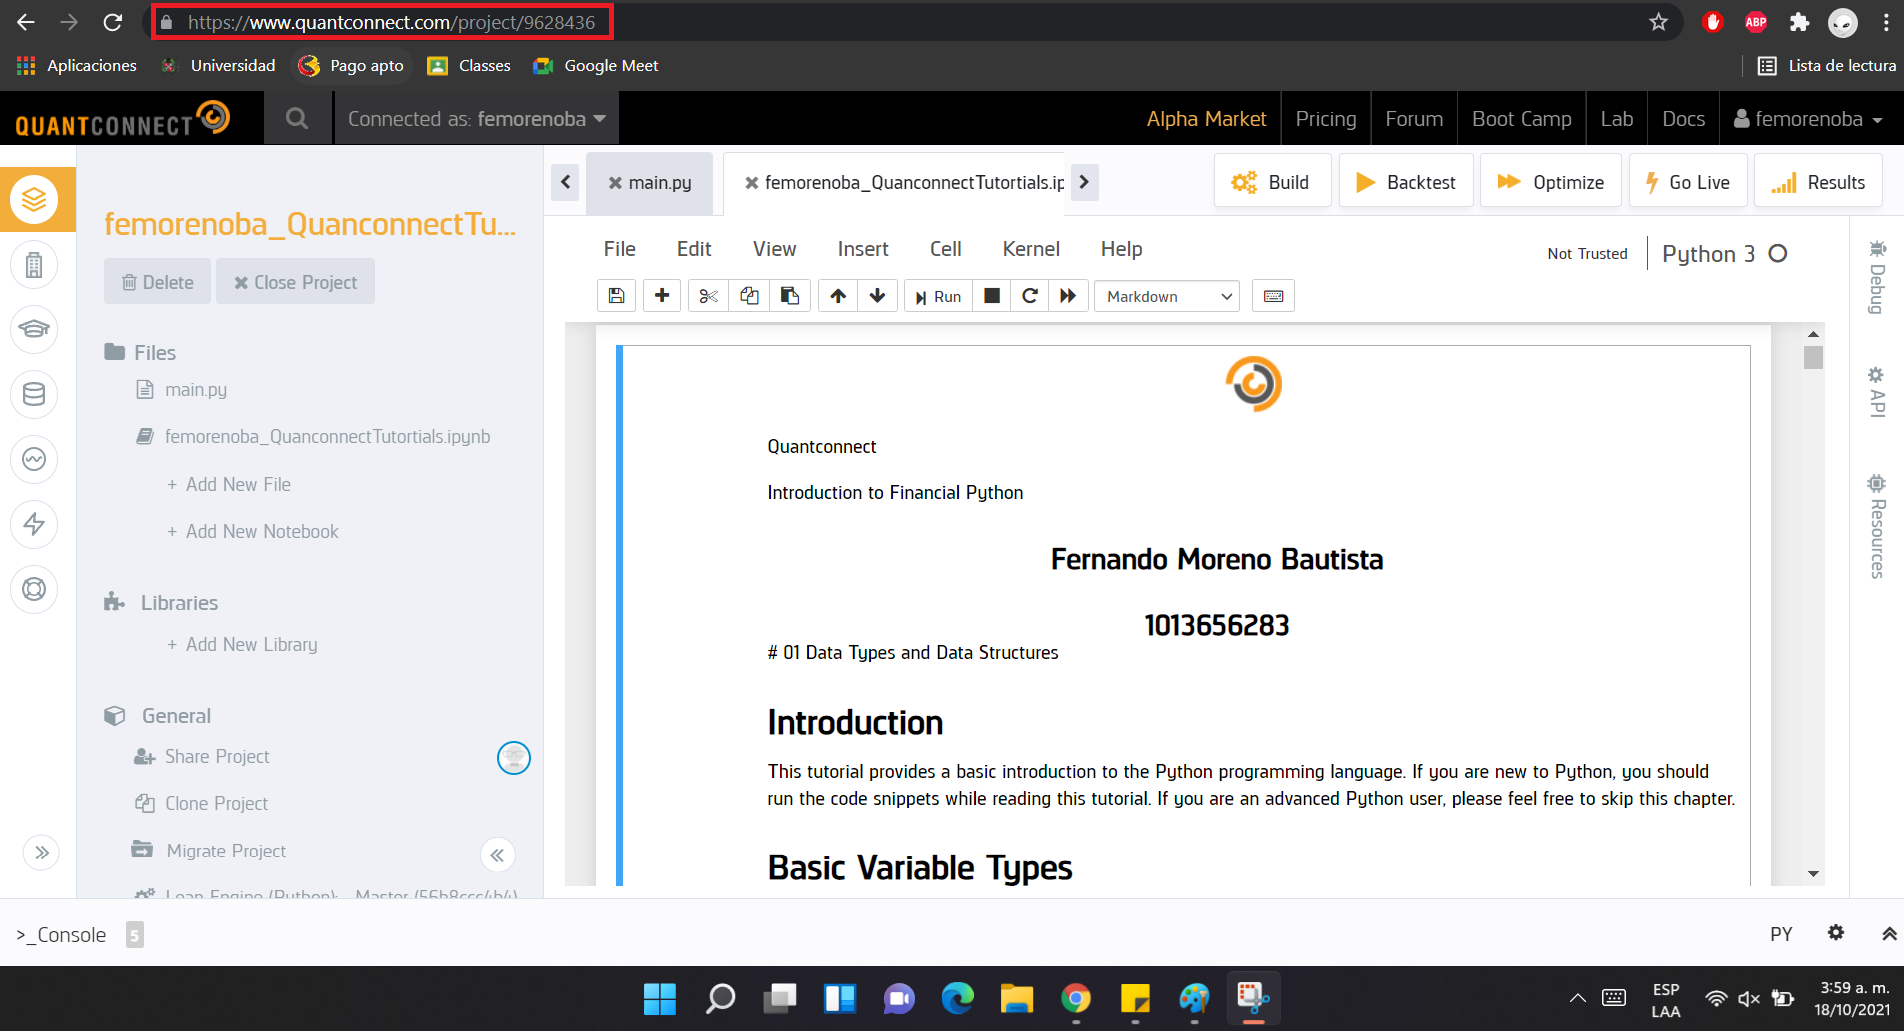 https://www.quantconnect.com/project/9628436
ABP
Aplicaciones Universidad Pago apto Classes Google Meet Lista de lectura
QUANTCONNECT Connected as: femorenoba Alpha Market Pricing Forum Boot Camp Lab Docs femorenoba
main.py femorenoba_QuanconnectTutortials.ip Build Backtest Optimize Go Live Results
femorenoba_QuanconnectTu...
Delete Close Project
Files
main.py
femorenoba_QuanconnectTutortials.ipynb
+ Add New File
+ Add New Notebook
Libraries
+ Add New Library
General
Share Project
Clone Project
Migrate Project
Lean Engine (Python): Master (56b8ccc4b4)
File Edit View Insert Cell Kernel Help Not Trusted Python 3
Run Markdown
Quantconnect
Introduction to Financial Python
Fernando Moreno Bautista
1013656283
# 01 Data Types and Data Structures
Introduction
This tutorial provides a basic introduction to the Python programming language. If you are new to Python, you should
run the code snippets while reading this tutorial. If you are an advanced Python user, please feel free to skip this chapter.
Basic Variable Types
Debug
API
Resources
>_Console 5 PY
ESP
LAA
3:59 a. m.
18/10/2021